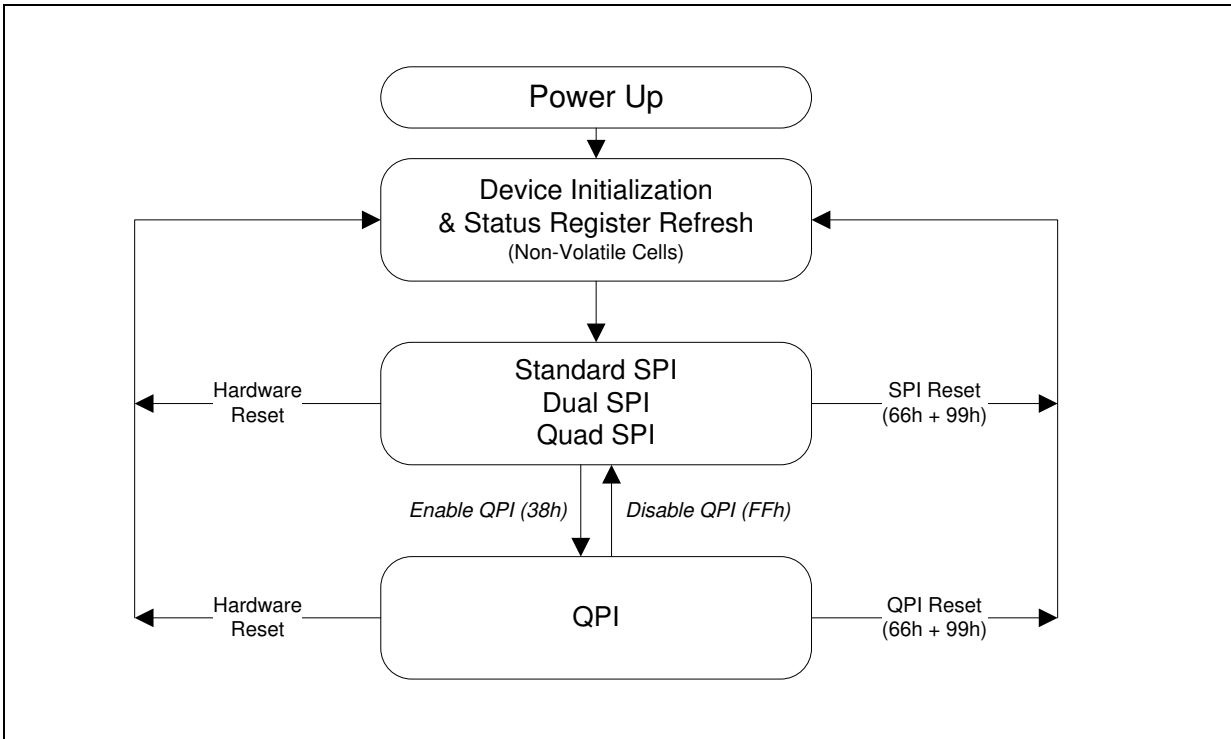 Power Up
Device Initialization
& Status Register Refresh
(Non-Volatile Cells)
Standard SPI
Dual SPI
Quad SPI
Hardware
Reset
SPI Reset
(66h + 99h)
Enable QPI (38h)
Disable QPI (FFh)
QPI
Hardware
Reset
QPI Reset
(66h + 99h)